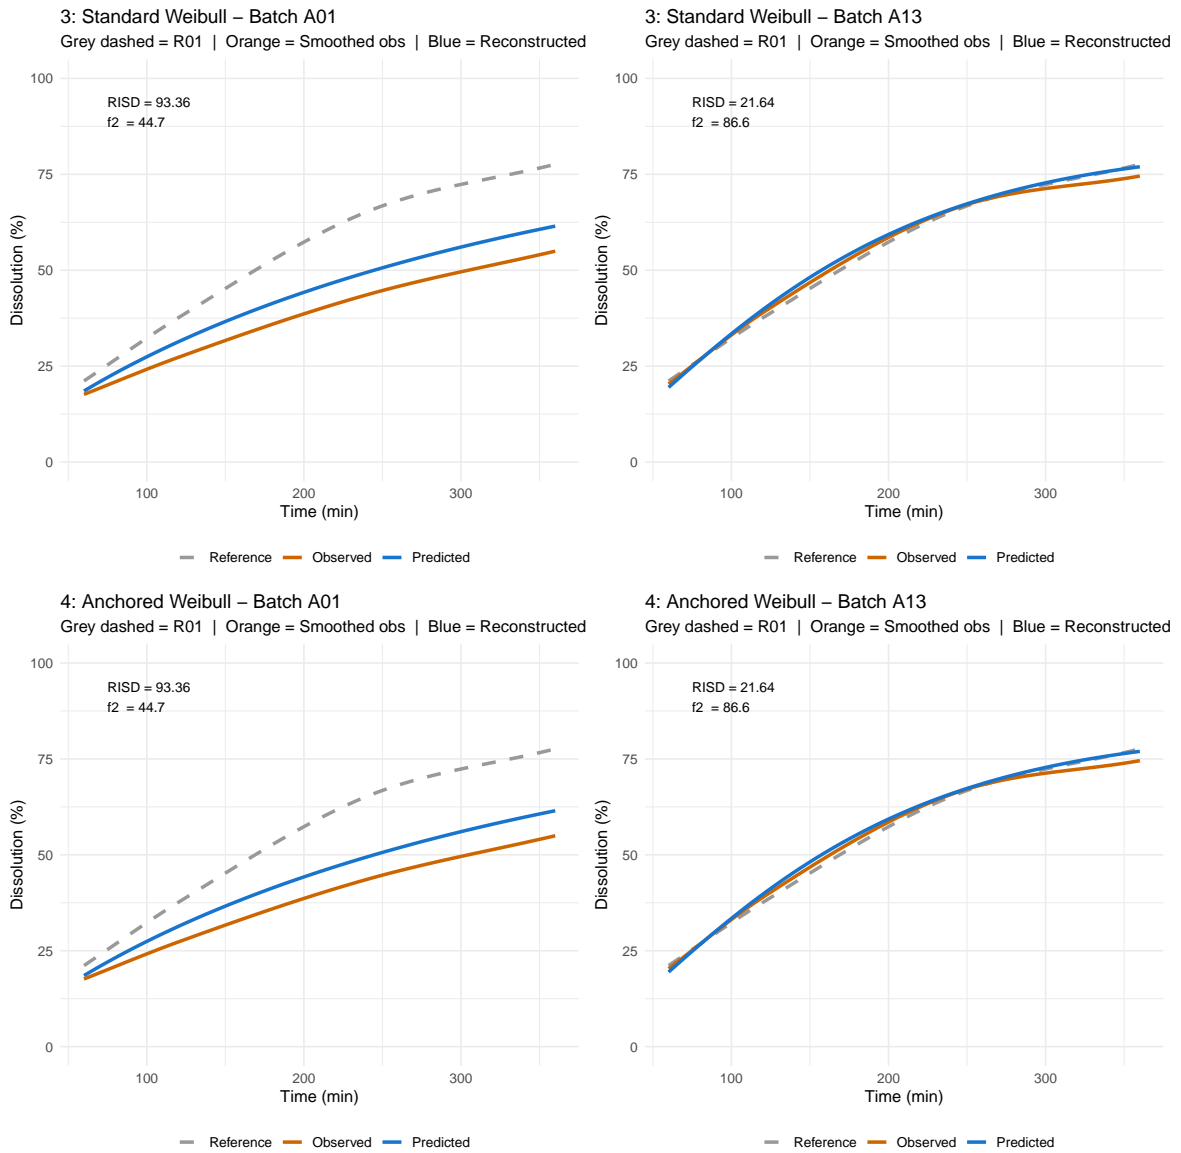 3: Standard Weibull – Batch A01
Grey dashed = R01 | Orange = Smoothed obs | Blue = Reconstructed
RISD = 93.36
f2 = 44.7
100
75
50
25
0
Dissolution (%)
100
200
300
Time (min)
Reference
Observed
Predicted
3: Standard Weibull – Batch A13
Grey dashed = R01 | Orange = Smoothed obs | Blue = Reconstructed
RISD = 21.64
f2 = 86.6
100
75
50
25
0
Dissolution (%)
100
200
300
Time (min)
Reference
Observed
Predicted
4: Anchored Weibull – Batch A01
Grey dashed = R01 | Orange = Smoothed obs | Blue = Reconstructed
RISD = 93.36
f2 = 44.7
100
75
50
25
0
Dissolution (%)
100
200
300
Time (min)
Reference
Observed
Predicted
4: Anchored Weibull – Batch A13
Grey dashed = R01 | Orange = Smoothed obs | Blue = Reconstructed
RISD = 21.64
f2 = 86.6
100
75
50
25
0
Dissolution (%)
100
200
300
Time (min)
Reference
Observed
Predicted